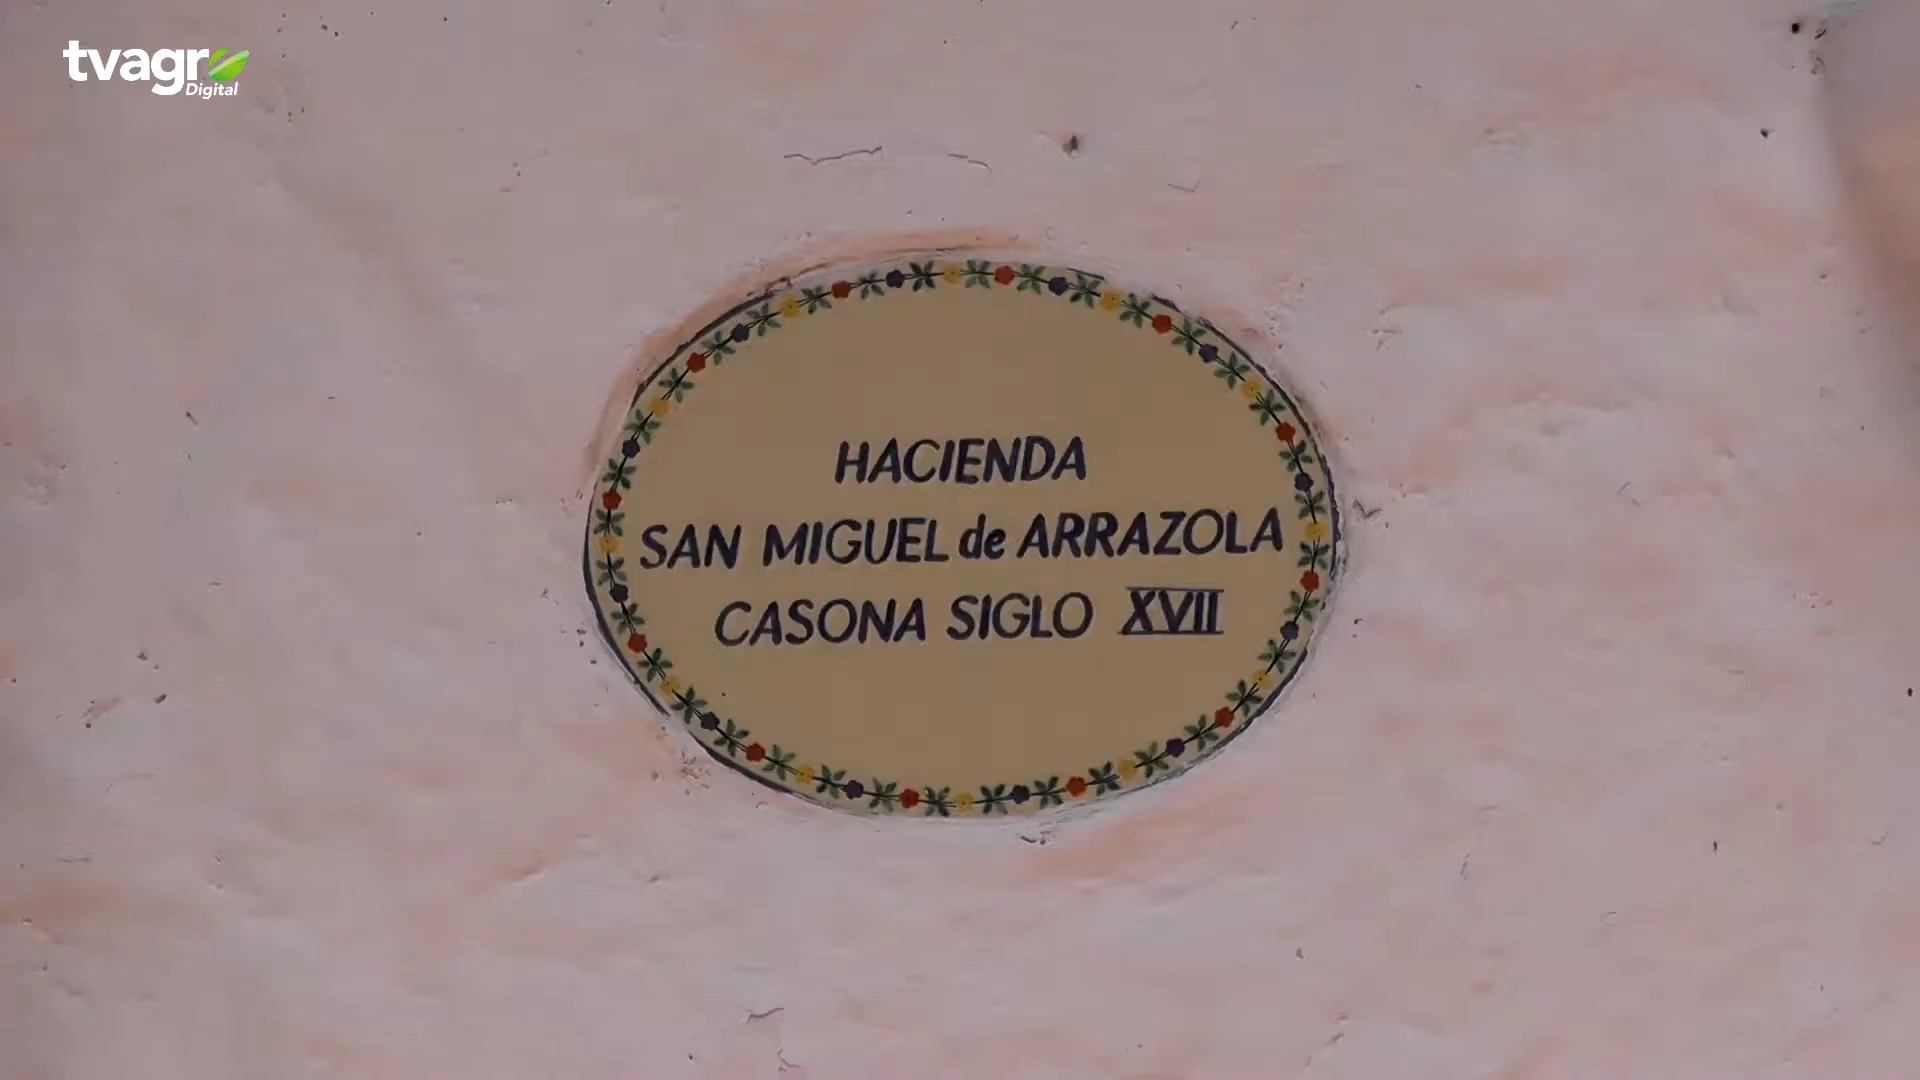 tvagro
Digital
HACIENDA
SAN MIGUEL de ARRAZOLA
CASONA SIGLO XVII